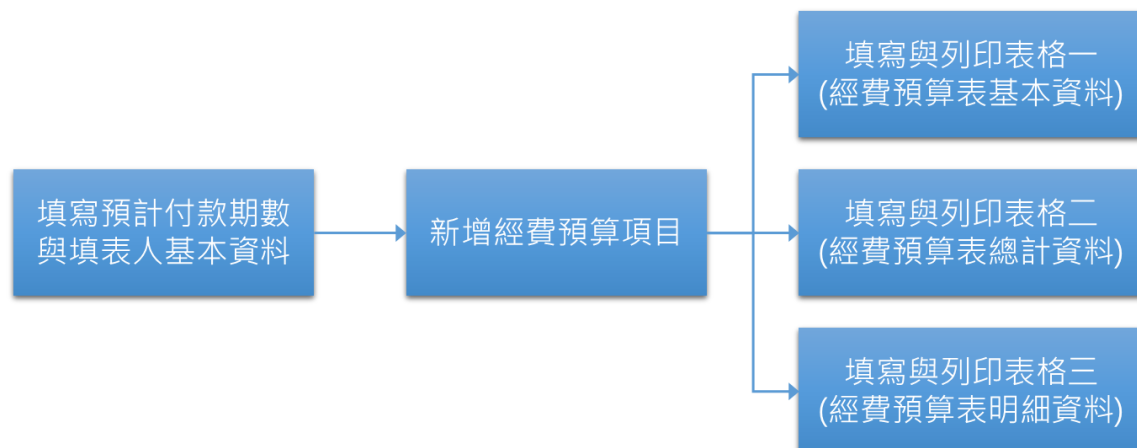 填寫預計付款期數
與填表人基本資料
新增經費預算項目
填寫與列印表格一
(經費預算表基本資料)
填寫與列印表格二
(經費預算表總計資料)
填寫與列印表格三
(經費預算表明細資料)